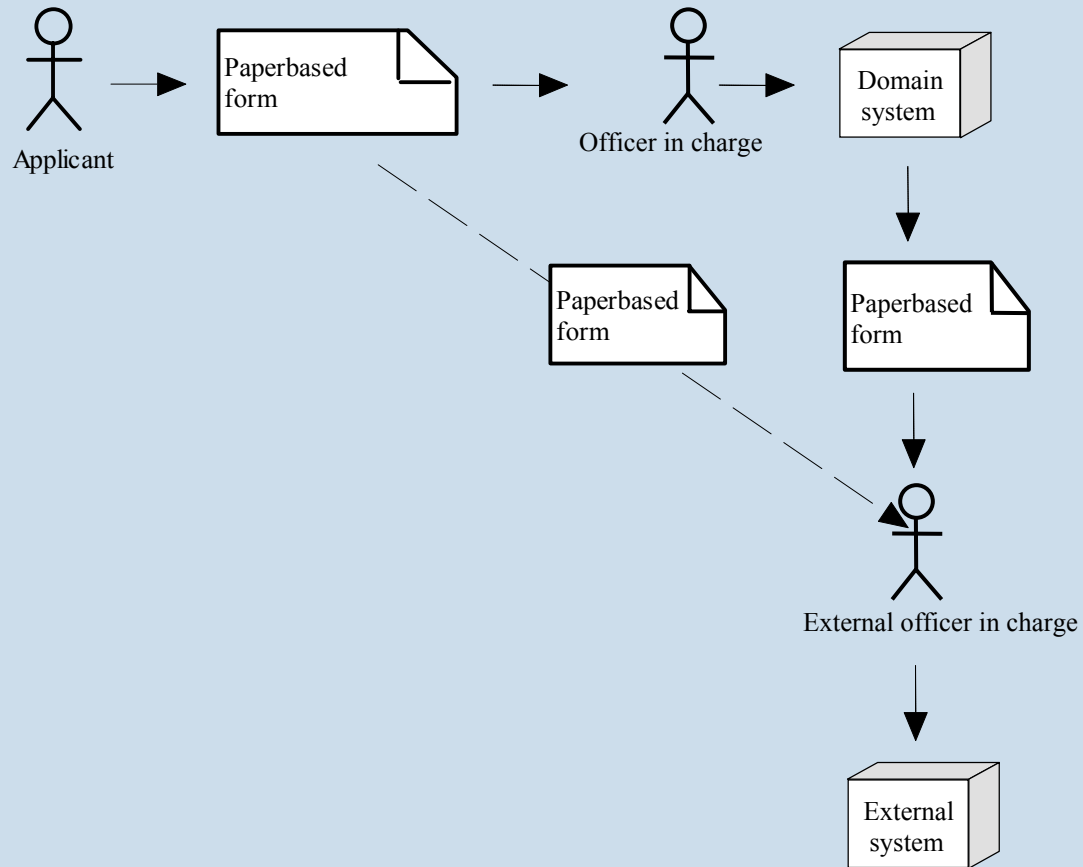 Paperbased
form
Applicant
Officer in charge
Domain
system
Paperbased
form
Paperbased
form
External officer in charge
External
system